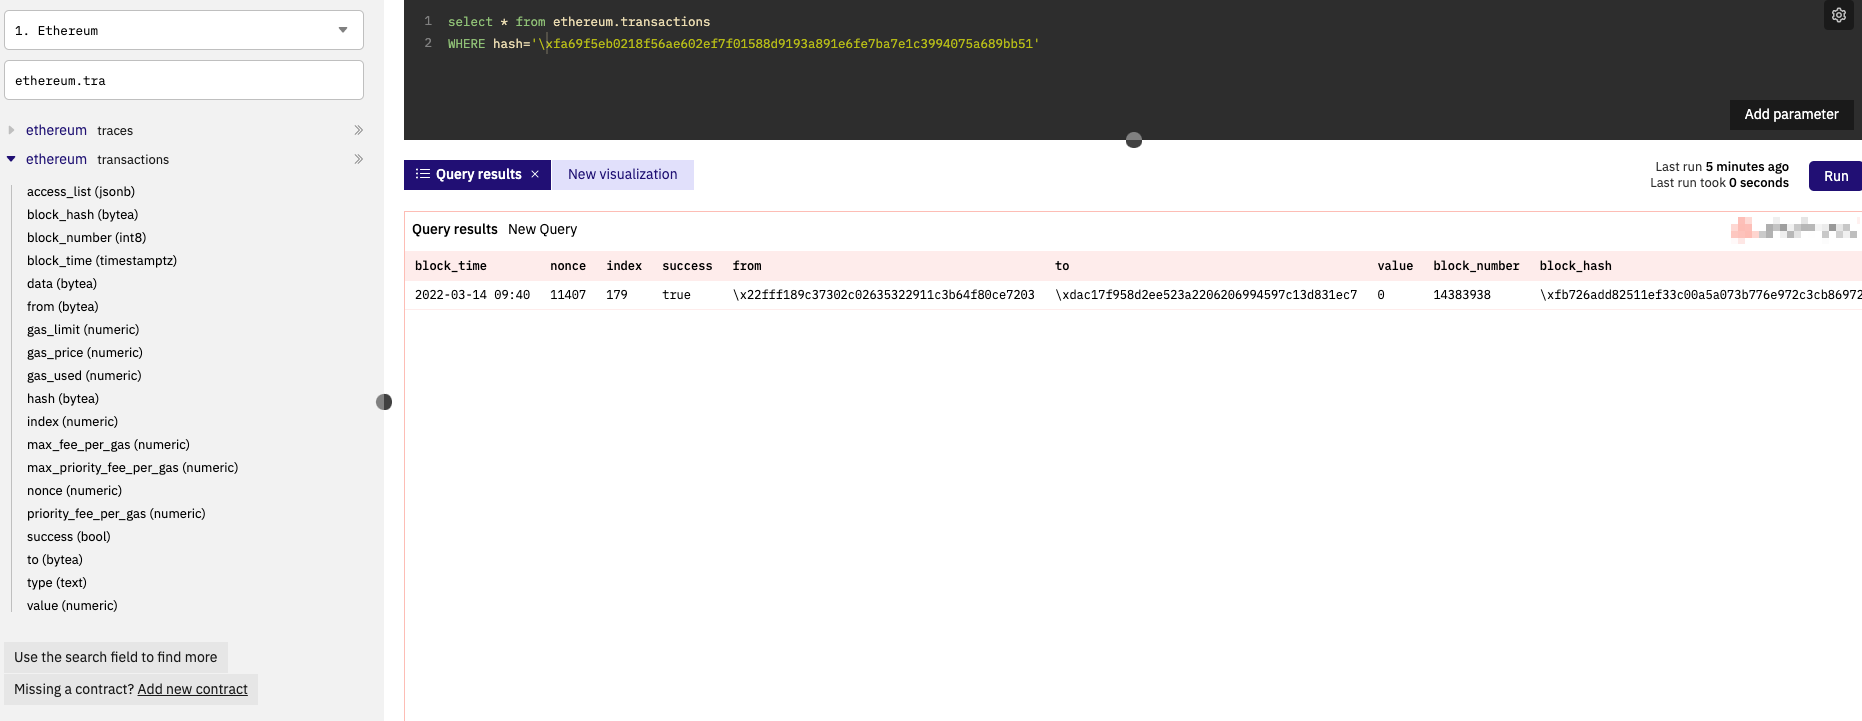 1. Ethereum
ethereum.tra
ethereum traces
ethereum transactions
access_list (jsonb)
block_hash (bytea)
block_number (int8)
block_time (timestamptz)
data (bytea)
from (bytea)
gas_limit (numeric)
gas_price (numeric)
gas_used (numeric)
hash (bytea)
index (numeric)
max_fee_per_gas (numeric)
max_priority_fee_per_gas (numeric)
nonce (numeric)
priority_fee_per_gas (numeric)
success (bool)
to (bytea)
type (text)
value (numeric)
Use the search field to find more
Missing a contract? Add new contract
1 select * from ethereum.transactions
2 WHERE hash='\xfa69f5eb0218f56ae602ef7f01588d9193a891e6fe7ba7e1c3994075a689bb51'
Add parameter
Query results × New visualization
Last run 5 minutes ago
Last run took 0 seconds
Run
Query results New Query
block_time nonce index success from to value block_number block_hash
2022-03-14 09:40 11407 179 true \x22fff189c37302c02635322911c3b64f80ce7203 \xdac17f958d2ee523a2206206994597c13d831ec7 0 14383938 \xfb726add82511ef33c00a5a073b776e972c3cb86972